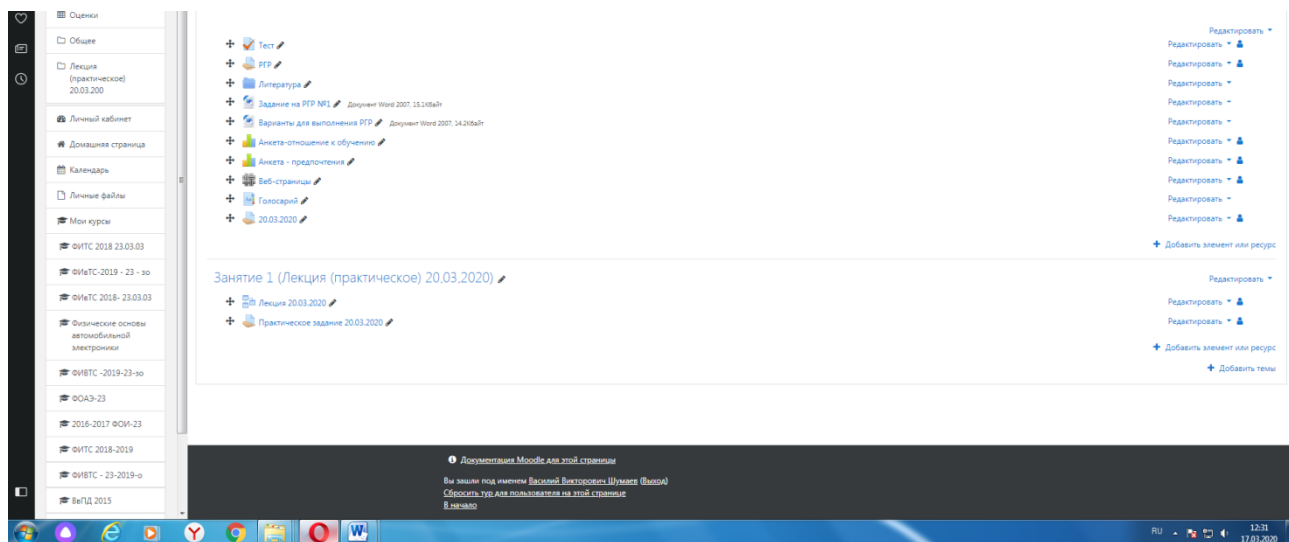 Оценки
Общее
Лекция
(практическое)
20.03.200
Личный кабинет
Домашняя страница
Календарь
Личные файлы
Мои курсы
ФИТС 2018 23.03.03
ФИвТС-2019 - 23 - зо
ФИвТС 2018- 23.03.03
Физические основы
автомобильной
электроники
ФИВТС -2019-23-зо
ФОАЭ-23
2016-2017 ФОИ-23
ФИТС 2018-2019
ФИВТС - 23-2019-о
ВеПД 2015
Редактировать
Тест Редактировать
РГР Редактировать
Литература Редактировать
Задание на РГР №1 Документ Word 2007, 15.1Кбайт Редактировать
Варианты для выполнения РГР Документ Word 2007, 14.2Кбайт Редактировать
Анкета-отношение к обучению Редактировать
Анкета - предпочтения Редактировать
Веб-страницы Редактировать
Голосарий Редактировать
20.03.2020 Редактировать
Добавить элемент или ресурс
Занятие 1 (Лекция (практическое) 20.03.2020) Редактировать
Лекция 20.03.2020 Редактировать
Практическое задание 20.03.2020 Редактировать
Добавить элемент или ресурс
Добавить темы
Документация Moodle для этой страницы
Вы зашли под именем Василий Викторович Шумаев (Выход)
Сбросить тур для пользователя на этой странице
В начало
RU
12:31
17.03.2020